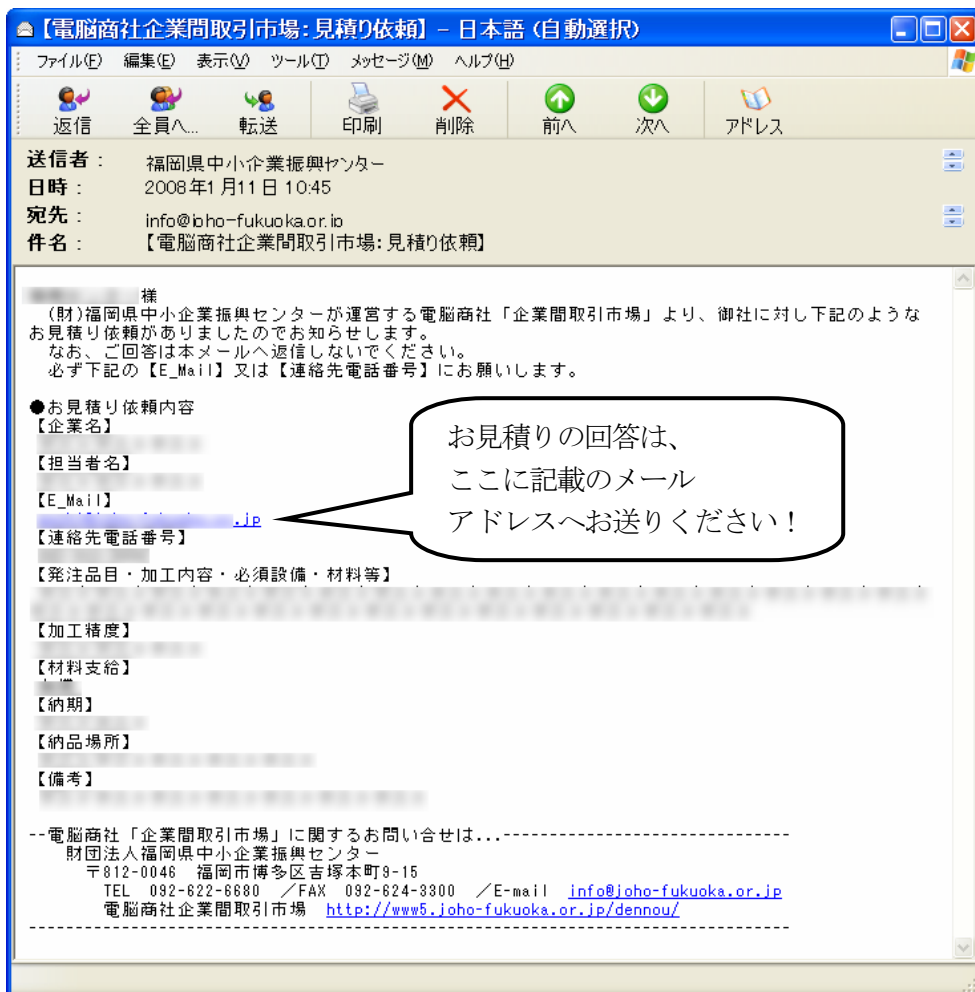 【電脳商社企業間取引市場:見積り依頼】 - 日本語 (自動選択)
ファイル(F) 編集(E) 表示(V) ツール(T) メッセージ(M) ヘルプ(H)
返信 全員へ... 転送 印刷 削除 前へ 次へ アドレス
送信者: 福岡県中小企業振興センター
日時: 2008年1月11日 10:45
宛先: info@joho-fukuoka.or.jp
件名: 【電脳商社企業間取引市場:見積り依頼】
様
(財)福岡県中小企業振興センターが運営する電脳商社「企業間取引市場」より、御社に対し下記のような
お見積り依頼がありましたのでお知らせします。
なお、ご回答は本メールへ返信しないでください。
必ず下記の【E_Mail】又は【連絡先電話番号】にお願いします。
●お見積り依頼内容
【企業名】
【担当者名】
【E_Mail】
.jp
【連絡先電話番号】
【発注品目・加工内容・必須設備・材料等】
【加工精度】
【材料支給】
【納期】
【納品場所】
【備考】
お見積りの回答は、
ここに記載のメール
アドレスへお送りください!
--電脳商社「企業間取引市場」に関するお問い合せは...--------------------------------
財団法人福岡県中小企業振興センター
〒812-0046 福岡市博多区吉塚本町9-15
TEL 092-622-6680 /FAX 092-624-3300 /E-mail info@joho-fukuoka.or.jp
電脳商社企業間取引市場 http://www5.joho-fukuoka.or.jp/dennou/